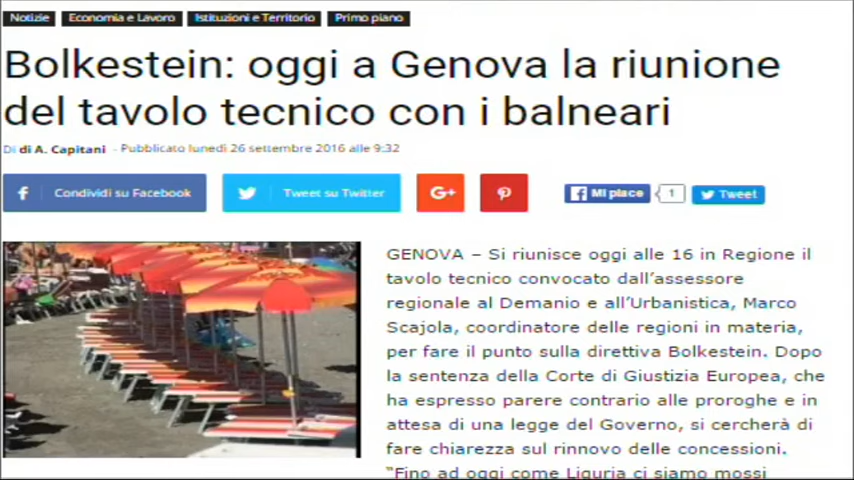 Notizie Economia e Lavoro Istituzioni e Territorio Primo piano
Bolkestein: oggi a Genova la riunione
del tavolo tecnico con i balneari
Di di A. Capitani - Pubblicato lunedì 26 settembre 2016 alle 9:32
f Condividi su Facebook Tweet su Twitter G+ f Mi piace 1 Tweet
GENOVA – Si riunisce oggi alle 16 in Regione il
tavolo tecnico convocato dall'assessore
regionale al Demanio e all'Urbanistica, Marco
Scajola, coordinatore delle regioni in materia,
per fare il punto sulla direttiva Bolkestein. Dopo
la sentenza della Corte di Giustizia Europea, che
ha espresso parere contrario alle proroghe e in
attesa di una legge del Governo, si cercherà di
fare chiarezza sul rinnovo delle concessioni.
"Fino ad oggi come Liguria ci siamo mossi